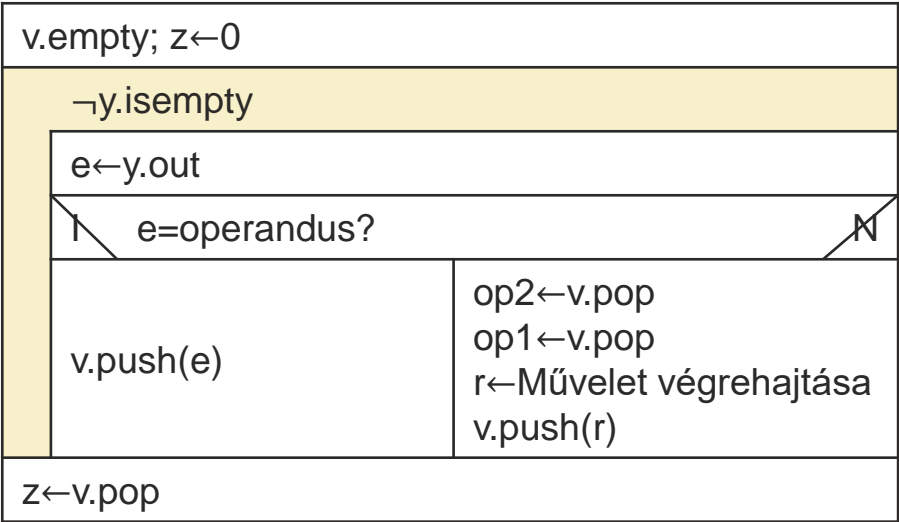 v.empty; z←0
¬y.isempty
e←y.out
I e=operandus? N
v.push(e)
op2←v.pop
op1←v.pop
r←Művelet végrehajtása
v.push(r)
z←v.pop